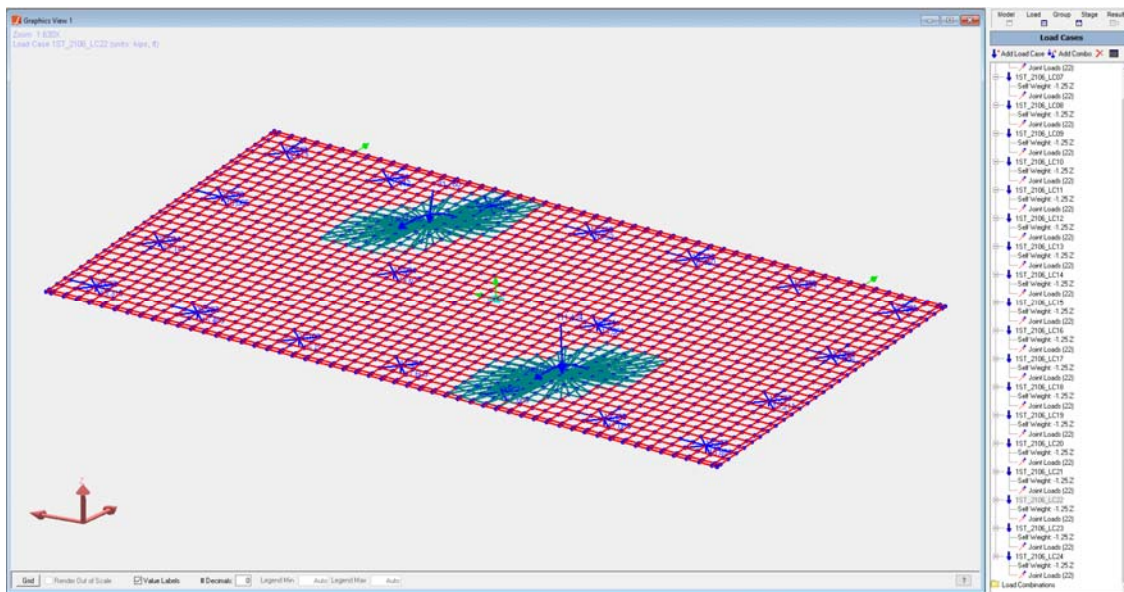 Graphics View 1
Zoom: 1.630X
Load Case 1ST_2106_LC22 (units: kips, ft)
Grid
Render Out of Scale
Value Labels
# Decimals: 0
Legend Min: Auto
Legend Max: Auto
?
Model Load Group Stage Result
Load Cases
Add Load Case Add Combo
Joint Loads (22)
1ST_2106_LC07
Self Weight: -1.25 Z
Joint Loads (22)
1ST_2106_LC08
Self Weight: -1.25 Z
Joint Loads (22)
1ST_2106_LC09
Self Weight: -1.25 Z
Joint Loads (22)
1ST_2106_LC10
Self Weight: -1.25 Z
Joint Loads (22)
1ST_2106_LC11
Self Weight: -1.25 Z
Joint Loads (22)
1ST_2106_LC12
Self Weight: -1.25 Z
Joint Loads (22)
1ST_2106_LC13
Self Weight: -1.25 Z
Joint Loads (22)
1ST_2106_LC14
Self Weight: -1.25 Z
Joint Loads (22)
1ST_2106_LC15
Self Weight: -1.25 Z
Joint Loads (22)
1ST_2106_LC16
Self Weight: -1.25 Z
Joint Loads (22)
1ST_2106_LC17
Self Weight: -1.25 Z
Joint Loads (22)
1ST_2106_LC18
Self Weight: -1.25 Z
Joint Loads (22)
1ST_2106_LC19
Self Weight: -1.25 Z
Joint Loads (22)
1ST_2106_LC20
Self Weight: -1.25 Z
Joint Loads (22)
1ST_2106_LC21
Self Weight: -1.25 Z
Joint Loads (22)
1ST_2106_LC22
Self Weight: -1.25 Z
Joint Loads (22)
1ST_2106_LC23
Self Weight: -1.25 Z
Joint Loads (22)
1ST_2106_LC24
Self Weight: -1.25 Z
Joint Loads (22)
Load Combinations